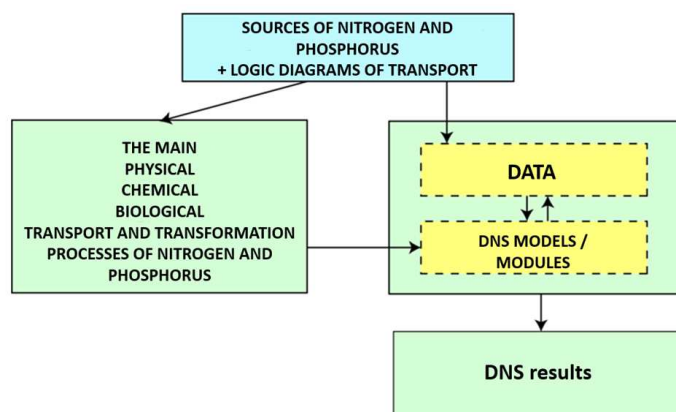 SOURCES OF NITROGEN AND
PHOSPHORUS
+ LOGIC DIAGRAMS OF TRANSPORT
THE MAIN
PHYSICAL
CHEMICAL
BIOLOGICAL
TRANSPORT AND TRANSFORMATION
PROCESSES OF NITROGEN AND
PHOSPHORUS
DATA
DNS MODELS /
MODULES
DNS results